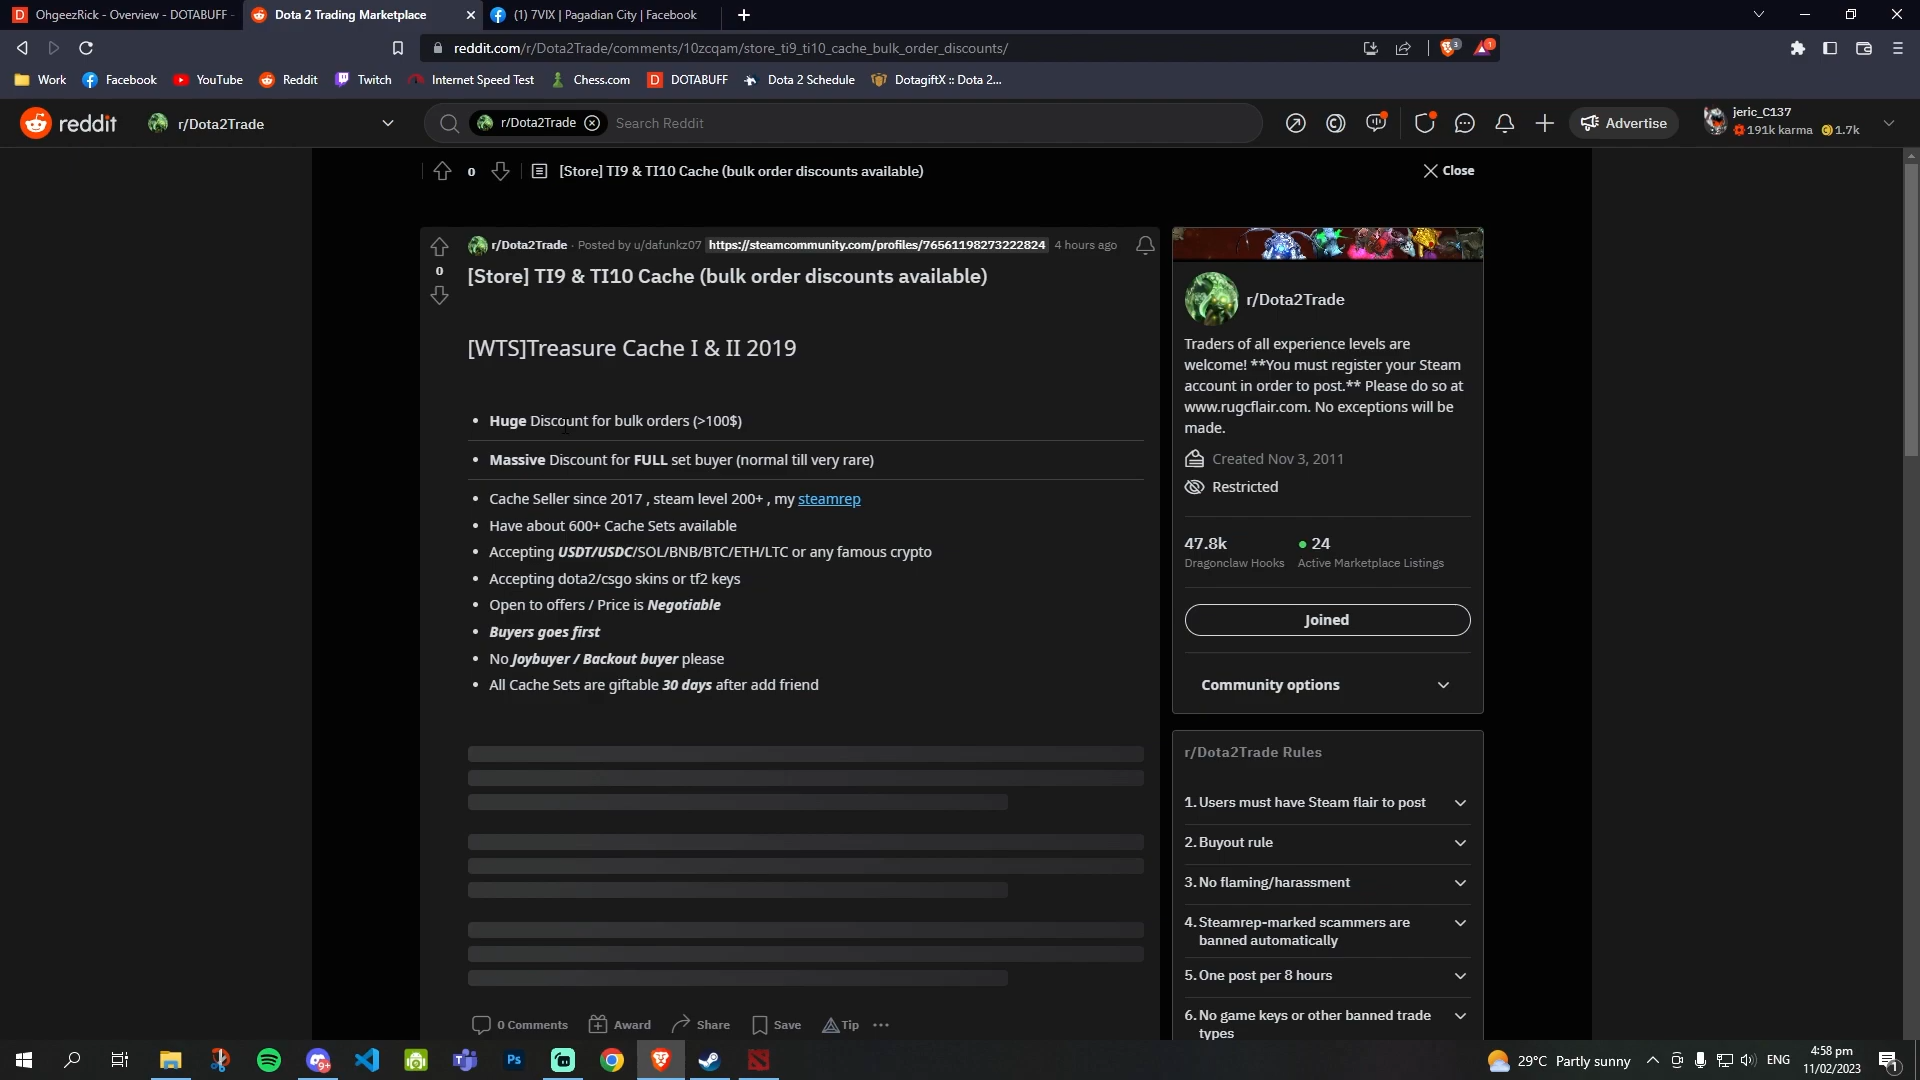 OhgeezRick - Overview - DOTABUFF -
Dota 2 Trading Marketplace
(1) 7VIX | Pagadian City | Facebook
reddit.com/r/Dota2Trade/comments/10zcqam/store_ti9_ti10_cache_bulk_order_discounts/
3
1
Work
Facebook
YouTube
Reddit
Twitch
Internet Speed Test
Chess.com
DOTABUFF
Dota 2 Schedule
DotagiftX :: Dota 2...
reddit
r/Dota2Trade
r/Dota2Trade
Search Reddit
Advertise
jeric_C137
191k karma 1.7k
0
[Store] TI9 & TI10 Cache (bulk order discounts available)
Close
r/Dota2Trade · Posted by u/dafunkz07 https://steamcommunity.com/profiles/76561198273222824 4 hours ago
0
[Store] TI9 & TI10 Cache (bulk order discounts available)
[WTS]Treasure Cache I & II 2019
• Huge Discount for bulk orders (>100$)
• Massive Discount for FULL set buyer (normal till very rare)
• Cache Seller since 2017 , steam level 200+ , my steamrep
• Have about 600+ Cache Sets available
• Accepting USDT/USDC/SOL/BNB/BTC/ETH/LTC or any famous crypto
• Accepting dota2/csgo skins or tf2 keys
• Open to offers / Price is Negotiable
• Buyers goes first
• No Joybuyer / Backout buyer please
• All Cache Sets are giftable 30 days after add friend
0 Comments
Award
Share
Save
Tip
r/Dota2Trade
Traders of all experience levels are
welcome! **You must register your Steam
account in order to post.** Please do so at
www.rugcflair.com. No exceptions will be
made.
Created Nov 3, 2011
Restricted
47.8k
Dragonclaw Hooks
24
Active Marketplace Listings
Joined
Community options
r/Dota2Trade Rules
1. Users must have Steam flair to post
2. Buyout rule
3. No flaming/harassment
4. Steamrep-marked scammers are
banned automatically
5. One post per 8 hours
6. No game keys or other banned trade
types
9+
Ps
29°C Partly sunny
ENG
4:58 pm
11/02/2023
1